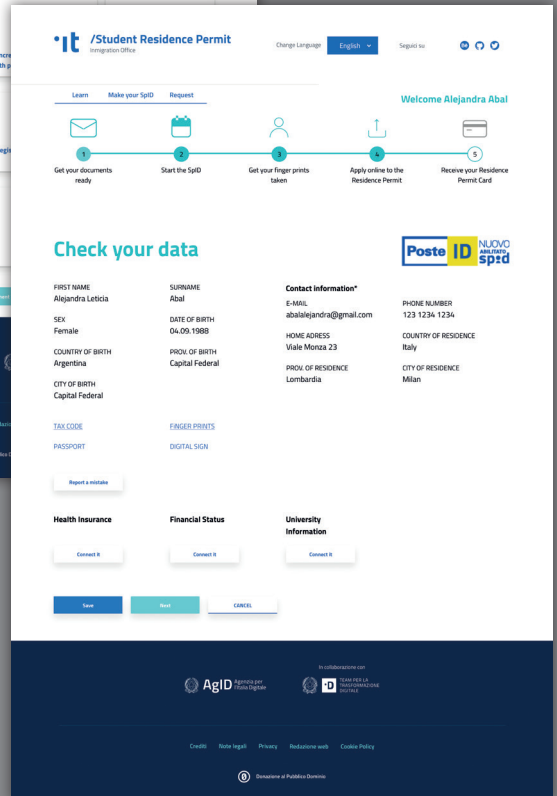 ·it /Student Residence Permit
Inmigration Office
Change Language
English
Seguici su
Learn Make your SpID Request
Welcome Alejandra Abal
1
2
3
4
5
Get your documents
ready
Start the SpID
Get your finger prints
taken
Apply online to the
Residence Permit
Receive your Residence
Permit Card
Check your data
Poste ID NUOVO
ABILITATO
spid
FIRST NAME
Alejandra Leticia
SURNAME
Abal
SEX
Female
DATE OF BIRTH
04.09.1988
COUNTRY OF BIRTH
Argentina
PROV. OF BIRTH
Capital Federal
CITY OF BIRTH
Capital Federal
Contact information*
E-MAIL
abalalejandra@gmail.com
PHONE NUMBER
123 1234 1234
HOME ADRESS
Viale Monza 23
COUNTRY OF RESIDENCE
Italy
PROV. OF RESIDENCE
Lombardia
CITY OF RESIDENCE
Milan
TAX CODE
FINGER PRINTS
PASSPORT
DIGITAL SIGN
Report a mistake
Health Insurance
Financial Status
University
Information
Connect it
Connect it
Connect it
Save
Next
CANCEL
AgID Agenzia per
l'Italia Digitale
In collaborazione con
TEAM PER LA
TRASFORMAZIONE
DIGITALE
Crediti Note legali Privacy Redazione web Cookie Policy
Donazione al Pubblico Dominio